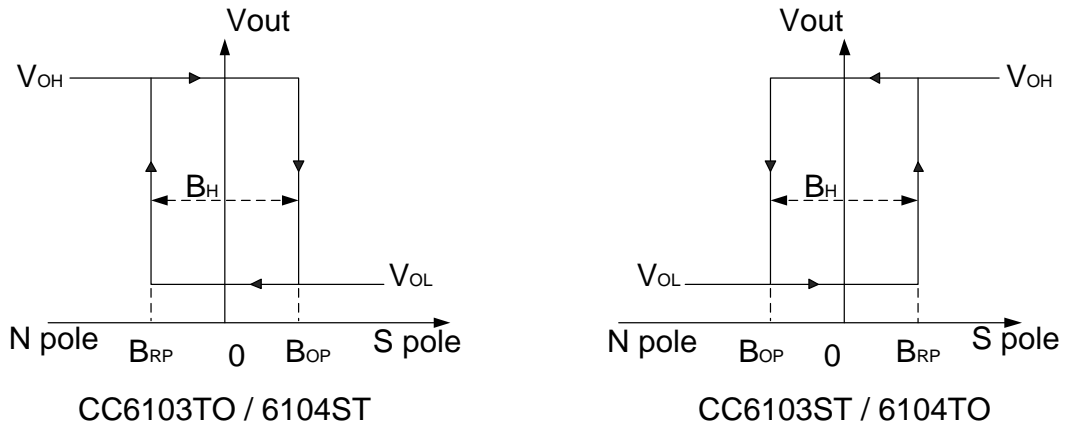 Vout
VOH
BH
VOL
N pole
BRP
0
BOP
S pole
CC6103TO / 6104ST
Vout
VOH
BH
VOL
N pole
BOP
0
BRP
S pole
CC6103ST / 6104TO